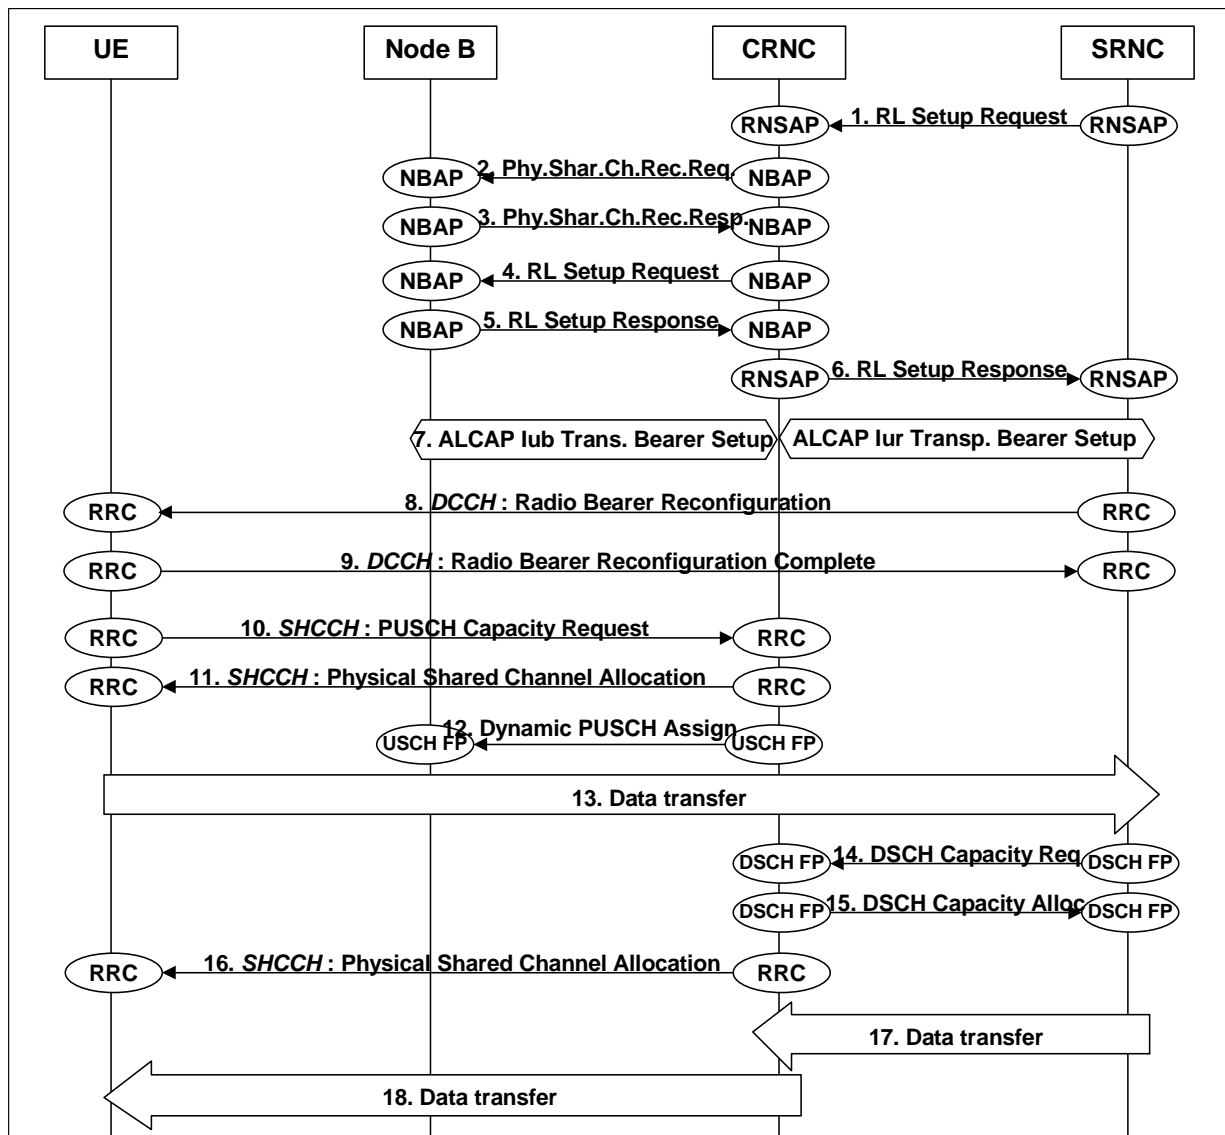 UE Node B CRNC SRNC
RNSAP 1. RL Setup Request RNSAP
NBAP 2. Phy.Shar.Ch.Rec.Req. NBAP
NBAP 3. Phy.Shar.Ch.Rec.Resp. NBAP
NBAP 4. RL Setup Request NBAP
NBAP 5. RL Setup Response NBAP
RNSAP 6. RL Setup Response RNSAP
7. ALCAP Iub Trans. Bearer Setup ALCAP Iur Transp. Bearer Setup
RRC 8. DCCH : Radio Bearer Reconfiguration RRC
RRC 9. DCCH : Radio Bearer Reconfiguration Complete RRC
RRC 10. SHCCH : PUSCH Capacity Request RRC
RRC 11. SHCCH : Physical Shared Channel Allocation RRC
USCH FP 12. Dynamic PUSCH Assign USCH FP
13. Data transfer
DSCH FP 14. DSCH Capacity Req DSCH FP
DSCH FP 15. DSCH Capacity Alloc DSCH FP
RRC 16. SHCCH : Physical Shared Channel Allocation RRC
17. Data transfer
18. Data transfer